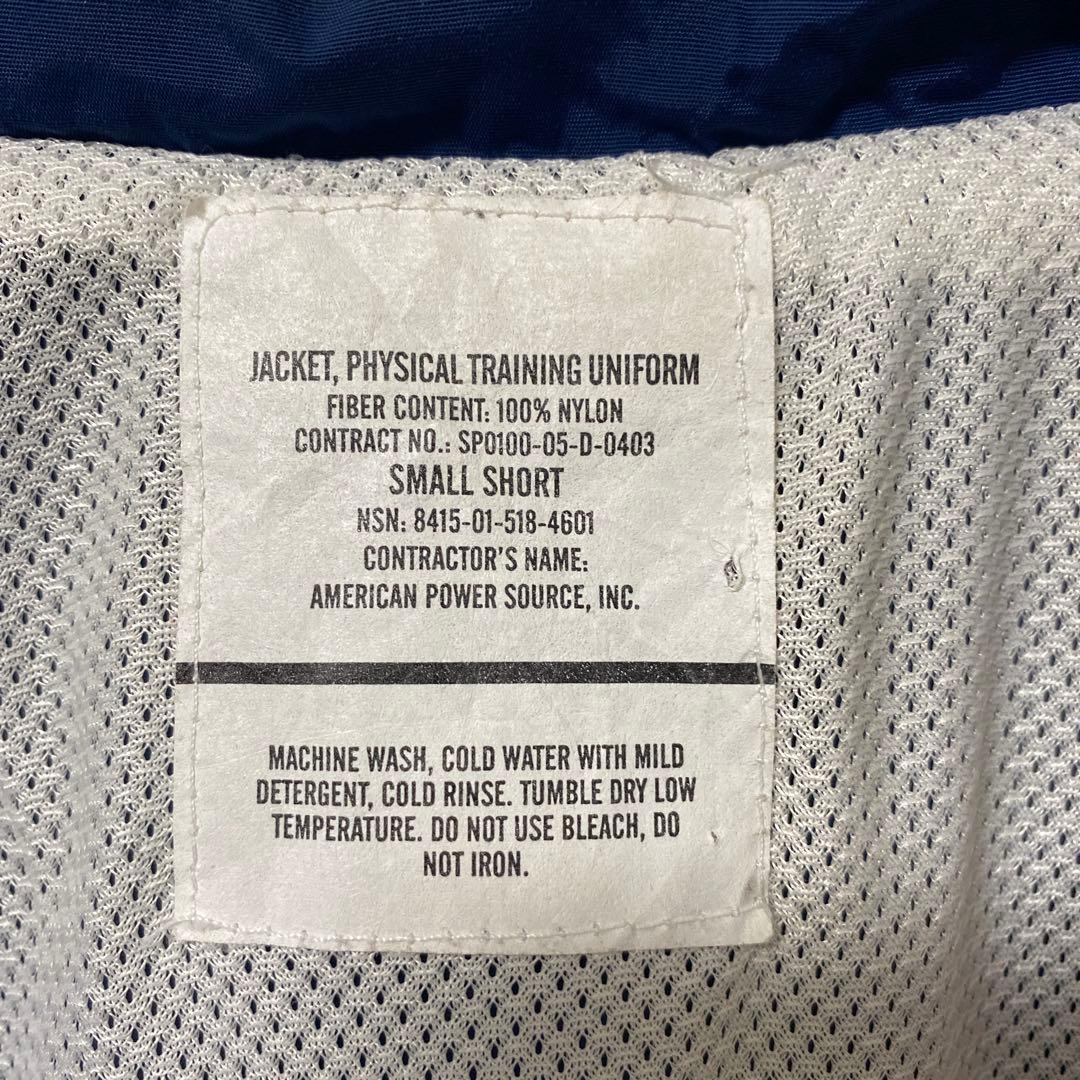 JACKET, PHYSICAL TRAINING UNIFORM
FIBER CONTENT: 100% NYLON
CONTRACT NO.: SP0100-05-D-0403
SMALL SHORT
NSN: 8415-01-518-4601
CONTRACTOR'S NAME:
AMERICAN POWER SOURCE, INC.
MACHINE WASH, COLD WATER WITH MILD
DETERGENT, COLD RINSE. TUMBLE DRY LOW
TEMPERATURE. DO NOT USE BLEACH, DO
NOT IRON.